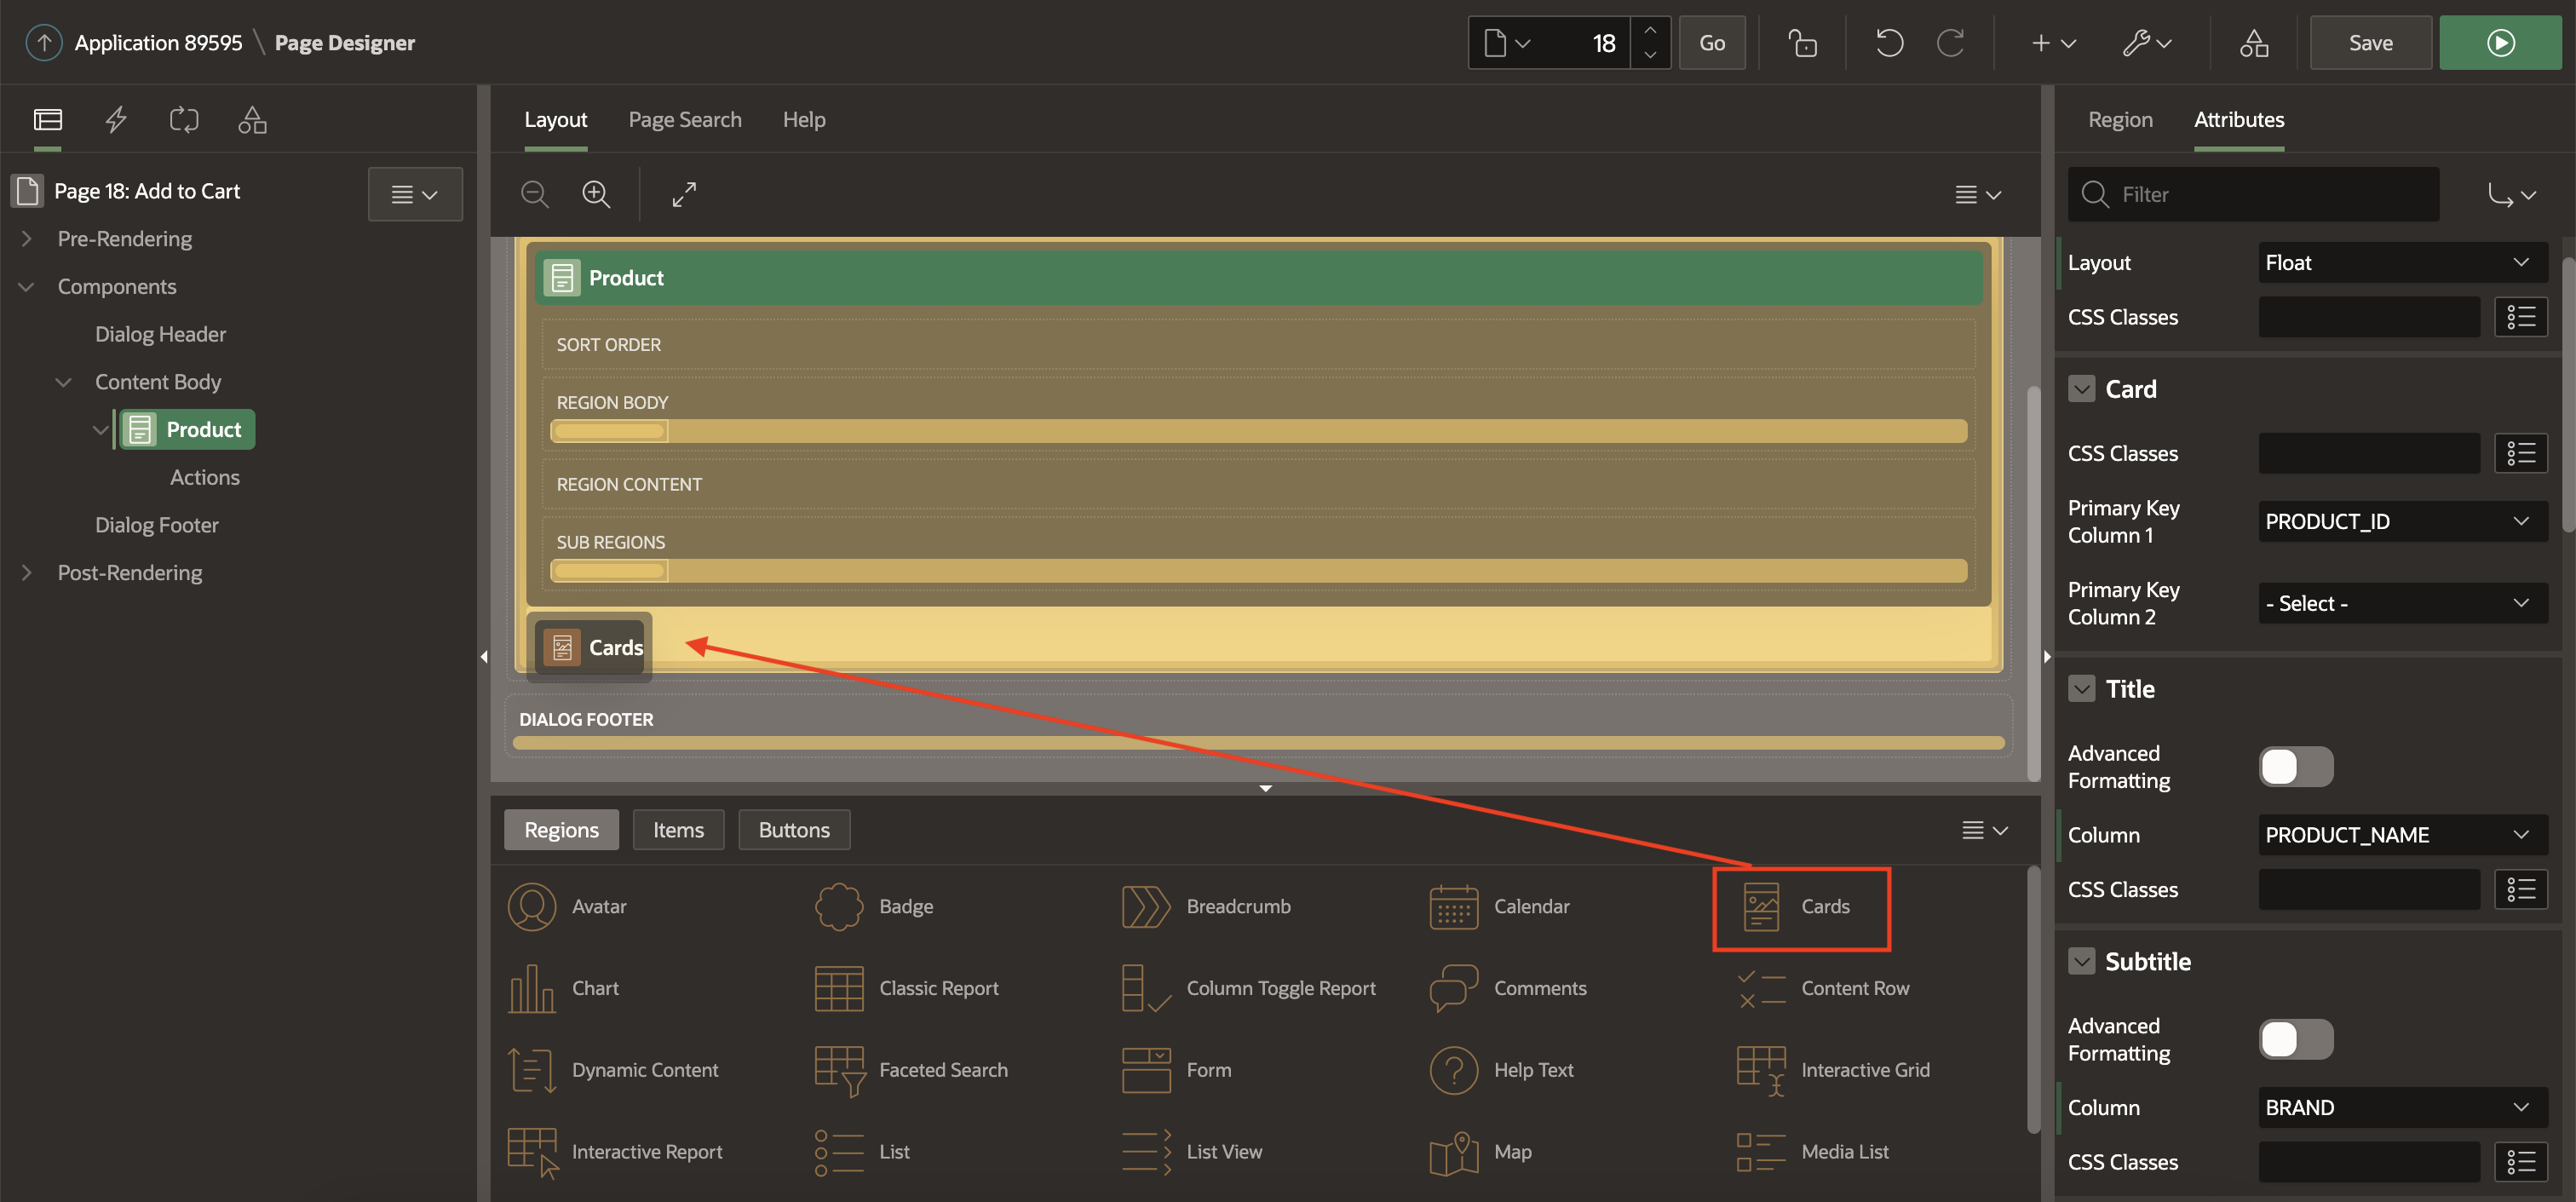 Application 89595 \ Page Designer
18
Go
Save
Page 18: Add to Cart
Pre-Rendering
Components
Dialog Header
Content Body
Product
Actions
Dialog Footer
Post-Rendering
Layout Page Search Help
Product
SORT ORDER
REGION BODY
REGION CONTENT
SUB REGIONS
Cards
DIALOG FOOTER
Regions Items Buttons
Avatar Badge Breadcrumb Calendar Cards
Chart Classic Report Column Toggle Report Comments Content Row
Dynamic Content Faceted Search Form Help Text Interactive Grid
Interactive Report List List View Map Media List
Region Attributes
Filter
Layout Float
CSS Classes
Card
CSS Classes
Primary Key
Column 1 PRODUCT_ID
Primary Key
Column 2 - Select -
Title
Advanced
Formatting
Column PRODUCT_NAME
CSS Classes
Subtitle
Advanced
Formatting
Column BRAND
CSS Classes